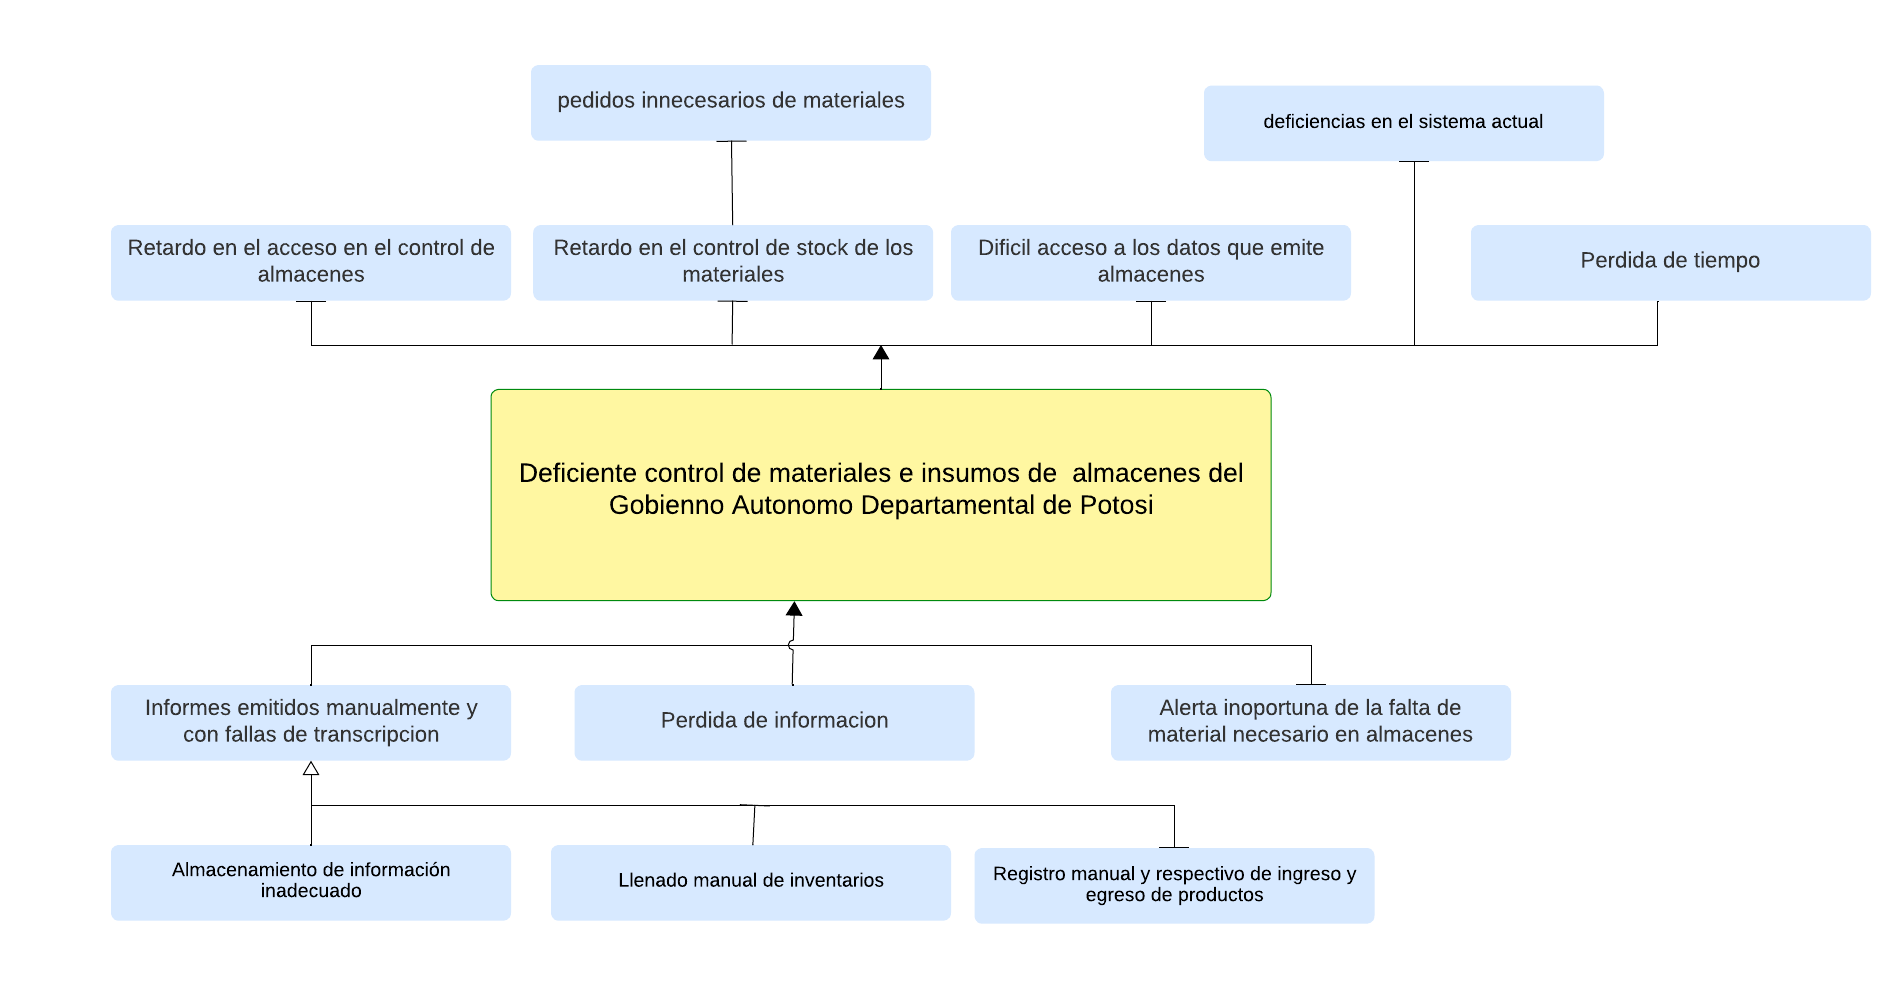 pedidos innecesarios de materiales
deficiencias en el sistema actual
Retardo en el acceso en el control de
almacenes
Retardo en el control de stock de los
materiales
Dificil acceso a los datos que emite
almacenes
Perdida de tiempo
Deficiente control de materiales e insumos de  almacenes del
Gobienno Autonomo Departamental de Potosi
Informes emitidos manualmente y
con fallas de transcripcion
Perdida de informacion
Alerta inoportuna de la falta de
material necesario en almacenes
Almacenamiento de información
inadecuado
Llenado manual de inventarios
Registro manual y respectivo de ingreso y
egreso de productos